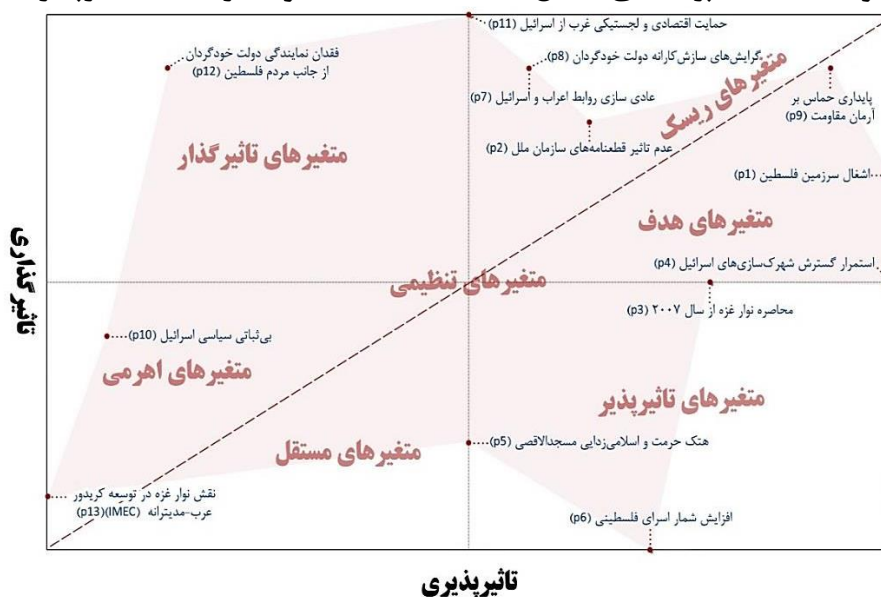 حمایت اقتصادی و لجستیکی غرب از اسرائیل (p11)
فقدان نمایندگی دولت خودگردان
از جانب مردم فلسطین (p12)
گرایش‌های سازش‌کارانه دولت خودگردان (p8)
عادی سازی روابط اعراب و اسرائیل (p7)
عدم تاثیر قطعنامه‌های سازمان ملل (p2)
متغیرهای ریسک
پایداری حماس بر
آرمان مقاومت (p9)
متغیرهای تاثیرگذار
اشغال سرزمین فلسطین (p1)
متغیرهای هدف
استمرار گسترش شهرک‌سازی‌های اسرائیل (p4)
متغیرهای تنظیمی
محاصره نوار غزه از سال ۲۰۰۷ (p3)
تاثیرگذاری
بی‌ثباتی سیاسی اسرائیل (p10)
متغیرهای اهرمی
متغیرهای تاثیرپذیر
هتک حرمت و اسلامی‌زدایی مسجدالاقصی (p5)
متغیرهای مستقل
نقش نوار غزه در توسعه کریدور
عرب-مدیترانه (IMEC)(p13)
افزایش شمار اسرای فلسطینی (p6)
تاثیرپذیری